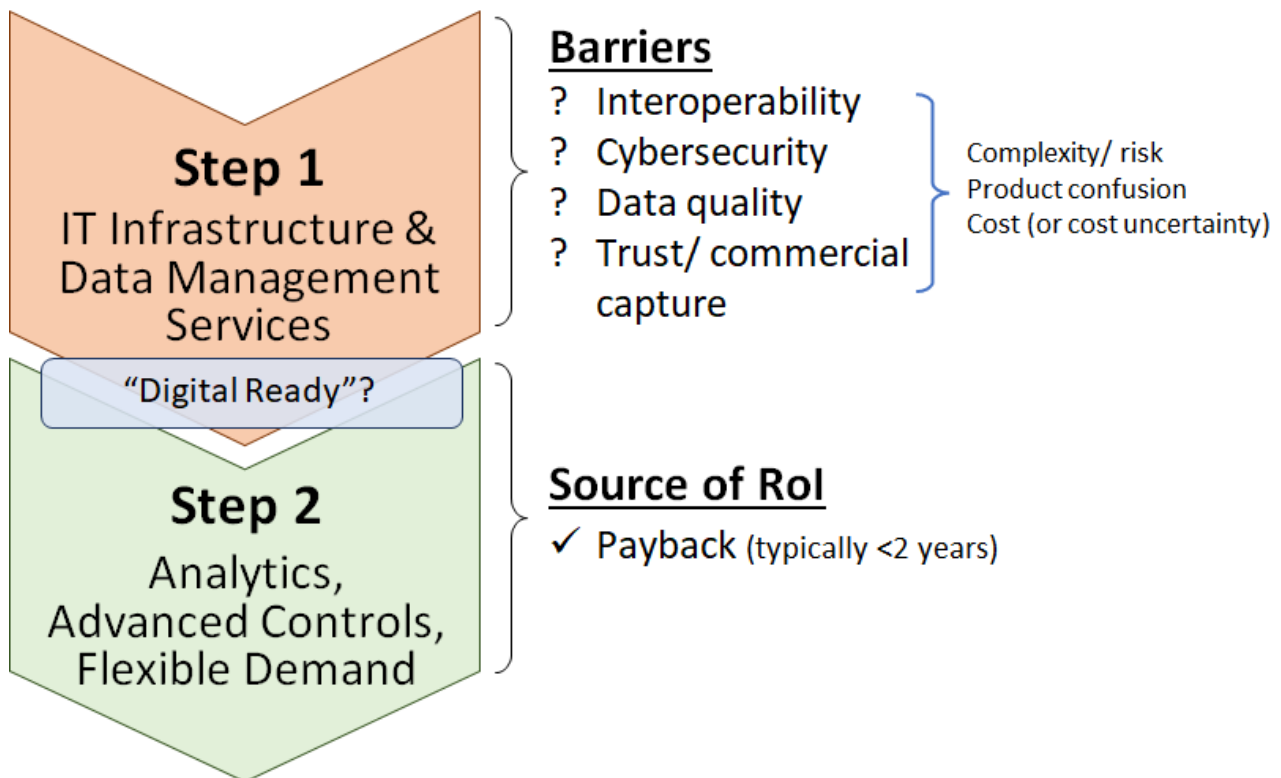 Step 1
IT Infrastructure &
Data Management
Services
"Digital Ready"?
Step 2
Analytics,
Advanced Controls,
Flexible Demand
Barriers
? Interoperability
? Cybersecurity
? Data quality
? Trust/ commercial
capture
Complexity/ risk
Product confusion
Cost (or cost uncertainty)
Source of RoI
✓ Payback (typically <2 years)